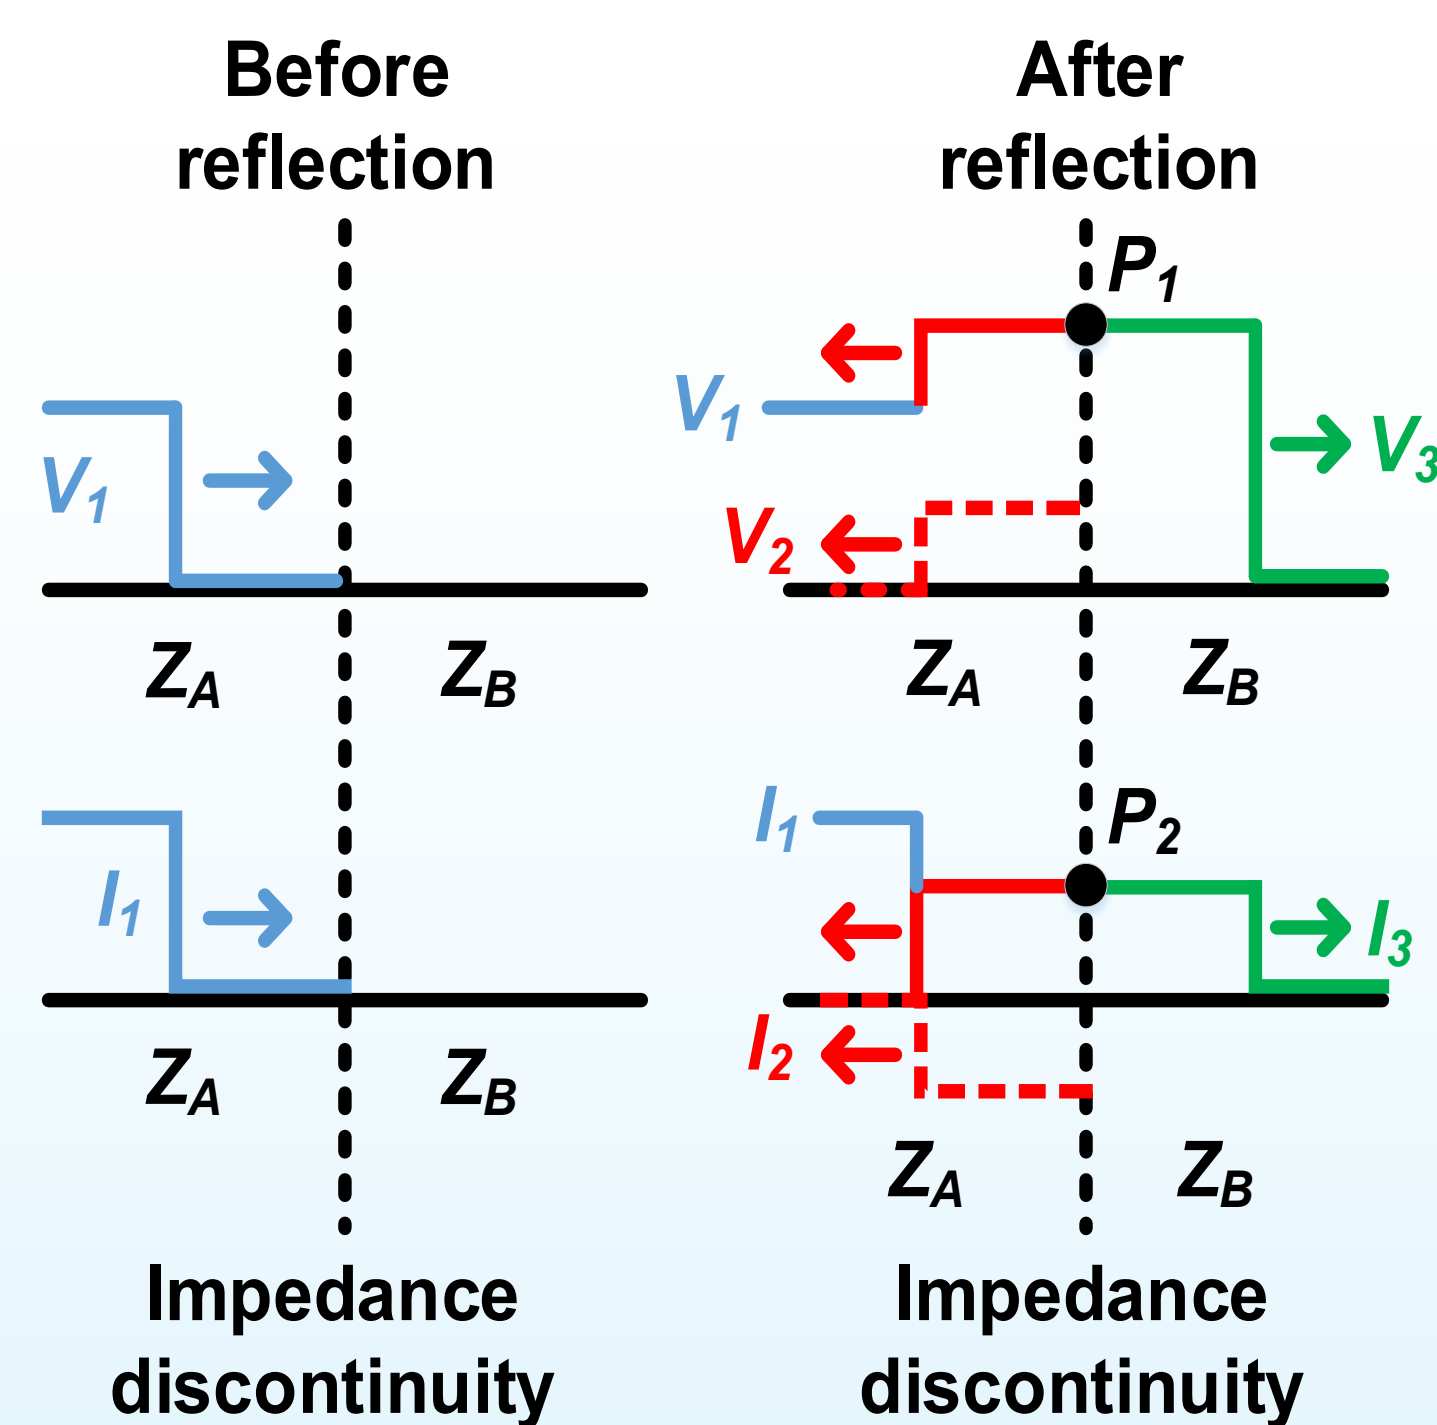 Before
reflection
After
reflection
P1
V1
V1
V3
V2
ZA
ZB
ZA
ZB
I1
P2
I1
I3
I2
ZA
ZB
ZA
ZB
Impedance
discontinuity
Impedance
discontinuity